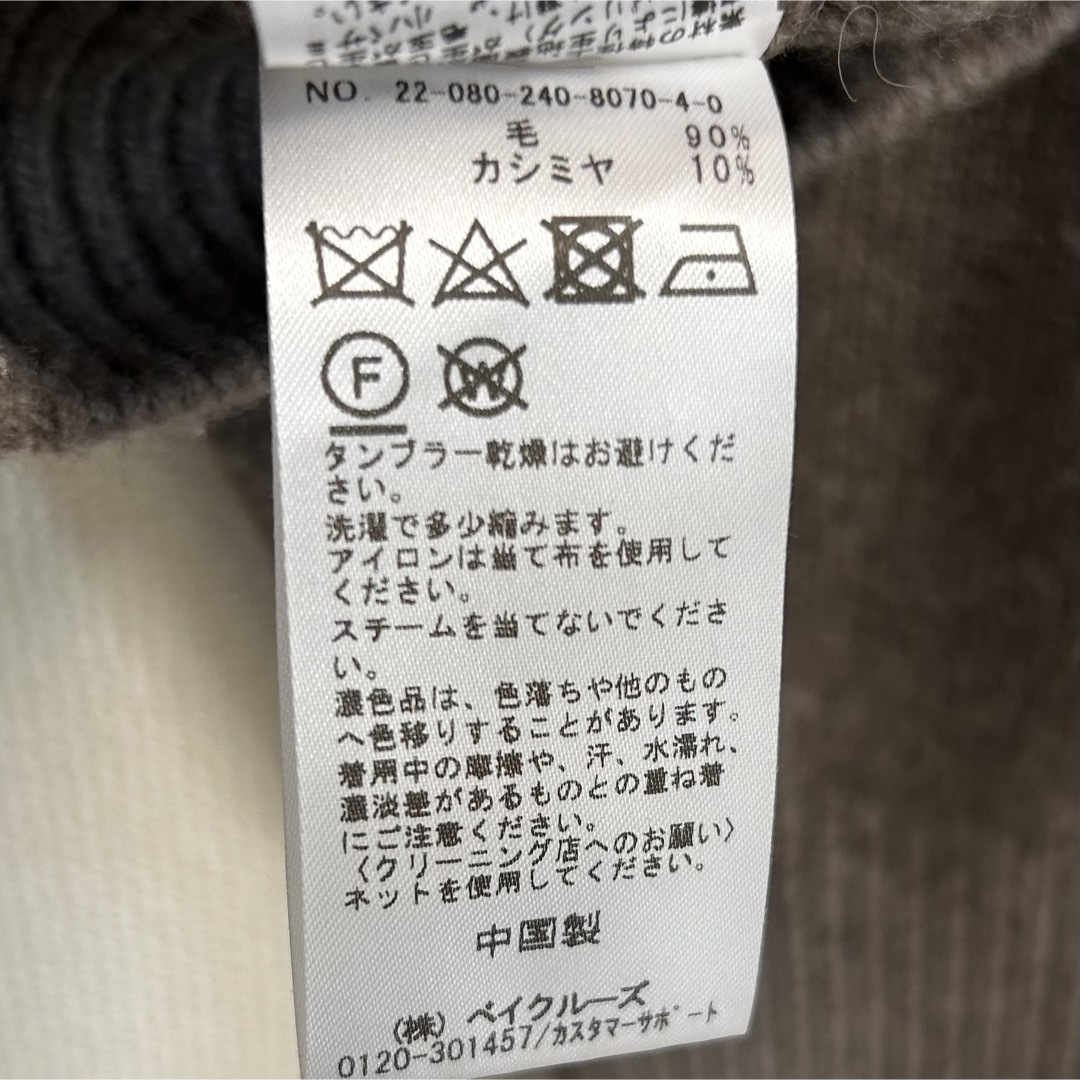 NO. 22-080-240-8070-4-0
毛 90%
カシミヤ 10%
F
W
タンブラー乾燥はお避けくだ
さい。
洗濯で多少縮みます。
アイロンは当て布を使用して
ください。
スチームを当てないでくださ
い。
濃色品は、色落ちや他のもの
へ色移りすることがあります。
着用中の摩擦や、汗、水濡れ、
濃淡差があるものとの重ね着
にご注意ください。
〈クリーニング店へのお願い〉
ネットを使用してください。
中国製
(株) ベイクルーズ
0120-301457/カスタマーサポート